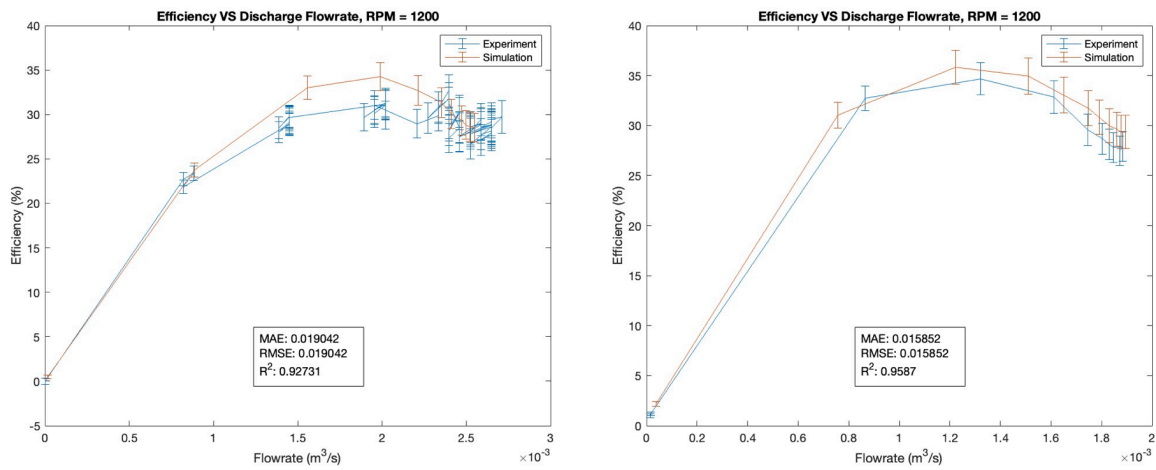 Efficiency VS Discharge Flowrate, RPM = 1200
40
35
30
25
20
15
10
5
0
-5
Efficiency (%)
Experiment
Simulation
MAE: 0.019042
RMSE: 0.019042
R²: 0.92731
0 0.5 1 1.5 2 2.5 3
Flowrate (m³/s)
×10⁻³
Efficiency VS Discharge Flowrate, RPM = 1200
40
35
30
25
20
15
10
5
0
Efficiency (%)
Experiment
Simulation
MAE: 0.015852
RMSE: 0.015852
R²: 0.9587
0 0.2 0.4 0.6 0.8 1 1.2 1.4 1.6 1.8 2
Flowrate (m³/s)
×10⁻³